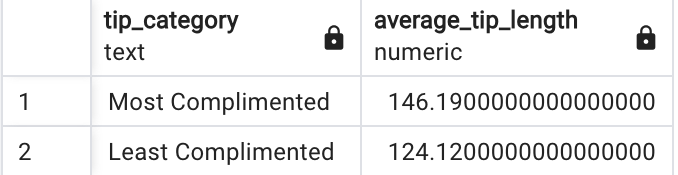 tip_category average_tip_length
text numeric
1 Most Complimented 146.1900000000000000
2 Least Complimented 124.1200000000000000